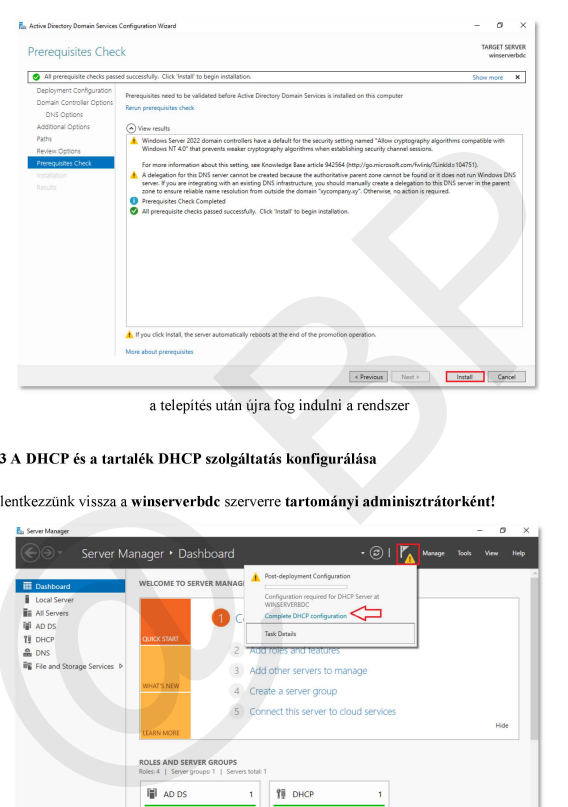 Active Directory Domain Services Configuration Wizard
Prerequisites Check
TARGET SERVER
winserverbdc
All prerequisite checks passed successfully. Click 'Install' to begin installation.
Show more
Deployment Configuration
Domain Controller Options
DNS Options
Additional Options
Paths
Review Options
Prerequisites Check
Installation
Results
Prerequisites need to be validated before Active Directory Domain Services is installed on this computer
Rerun prerequisites check
View results
Windows Server 2022 domain controllers have a default for the security setting named "Allow cryptography algorithms compatible with
Windows NT 4.0" that prevents weaker cryptography algorithms when establishing security channel sessions.
For more information about this setting, see Knowledge Base article 942564 (http://go.microsoft.com/fwlink/?LinkId=104751).
A delegation for this DNS server cannot be created because the authoritative parent zone cannot be found or it does not run Windows DNS
server. If you are integrating with an existing DNS infrastructure, you should manually create a delegation to this DNS server in the parent
zone to ensure reliable name resolution from outside the domain "xycompany.xy". Otherwise, no action is required.
Prerequisites Check Completed
All prerequisite checks passed successfully. Click 'Install' to begin installation.
If you click Install, the server automatically reboots at the end of the promotion operation.
More about prerequisites
< Previous
Next >
Install
Cancel
a telepítés után újra fog indulni a rendszer
3 A DHCP és a tartalék DHCP szolgáltatás konfigurálása
lentkezzünk vissza a winserverbdc szerverre tartományi adminisztrátorként!
Server Manager
Server Manager • Dashboard
Manage
Tools
View
Help
Dashboard
Local Server
All Servers
AD DS
DHCP
DNS
File and Storage Services
WELCOME TO SERVER MANAG
Post-deployment Configuration
Configuration required for DHCP Server at
WINSERVERBDC
Complete DHCP configuration
Task Details
QUICK START
WHAT'S NEW
LEARN MORE
1
2 Add roles and features
3 Add other servers to manage
4 Create a server group
5 Connect this server to cloud services
Hide
ROLES AND SERVER GROUPS
Roles: 4 | Server groups: 1 | Servers total: 1
AD DS 1
DHCP 1
@BP